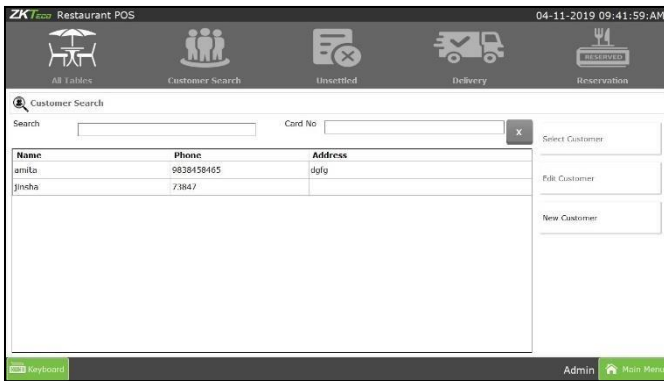 ZKTeco Restaurant POS 04-11-2019 09:41:59:AM
All Tables Customer Search Unsettled Delivery Reservation
RESERVED
Customer Search
Search Card No X
Select Customer
Name Phone Address
amita 9838458465 dgfg
Edit Customer
jinsha 73847
New Customer
Keyboard Admin Main Menu